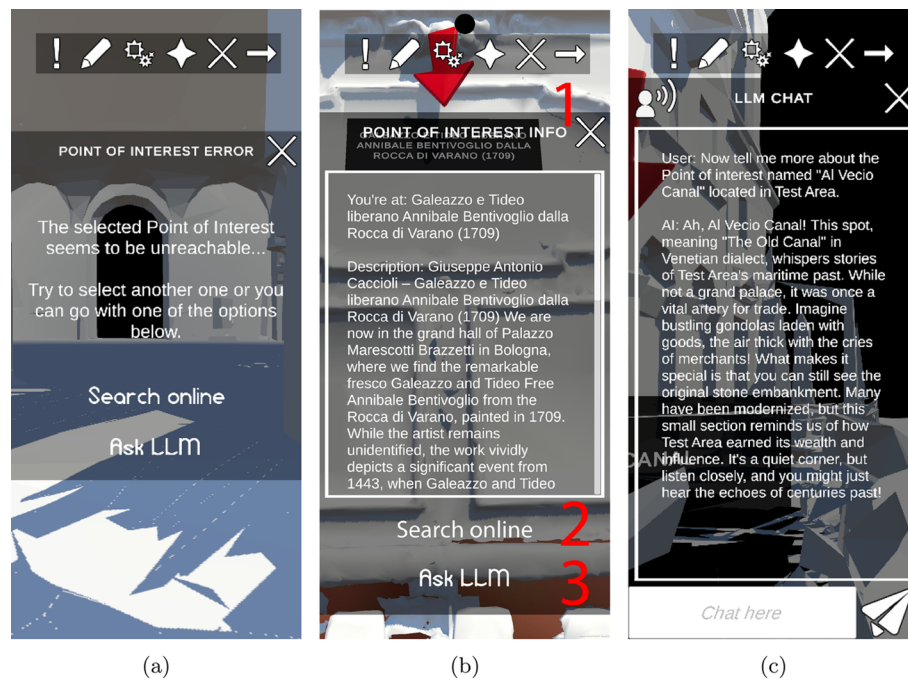 POINT OF INTEREST ERROR
The selected Point of Interest
seems to be unreachable...
Try to select another one or you
can go with one of the options
below.
Search online
Ask LLM
(a)
1
POINT OF INTEREST INFO
ANNIBALE BENTIVOGLIO DALLA
ROCCA DI VARANO (1709)
You're at: Galeazzo e Tideo
liberano Annibale Bentivoglio dalla
Rocca di Varano (1709)
Description: Giuseppe Antonio
Caccioli – Galeazzo e Tideo
liberano Annibale Bentivoglio dalla
Rocca di Varano (1709) We are
now in the grand hall of Palazzo
Marescotti Brazzetti in Bologna,
where we find the remarkable
fresco Galeazzo and Tideo Free
Annibale Bentivoglio from the
Rocca di Varano, painted in 1709.
While the artist remains
unidentified, the work vividly
depicts a significant event from
1443, when Galeazzo and Tideo
Search online
2
Ask LLM
3
(b)
LLM CHAT
User: Now tell me more about the
Point of interest named "Al Vecio
Canal" located in Test Area.
AI: Ah, Al Vecio Canal! This spot,
meaning "The Old Canal" in
Venetian dialect, whispers stories
of Test Area's maritime past. While
not a grand palace, it was once a
vital artery for trade. Imagine
bustling gondolas laden with
goods, the air thick with the cries
of merchants! What makes it
special is that you can still see the
original stone embankment. Many
have been modernized, but this
small section reminds us of how
Test Area earned its wealth and
influence. It's a quiet corner, but
listen closely, and you might just
hear the echoes of centuries past!
Chat here
(c)